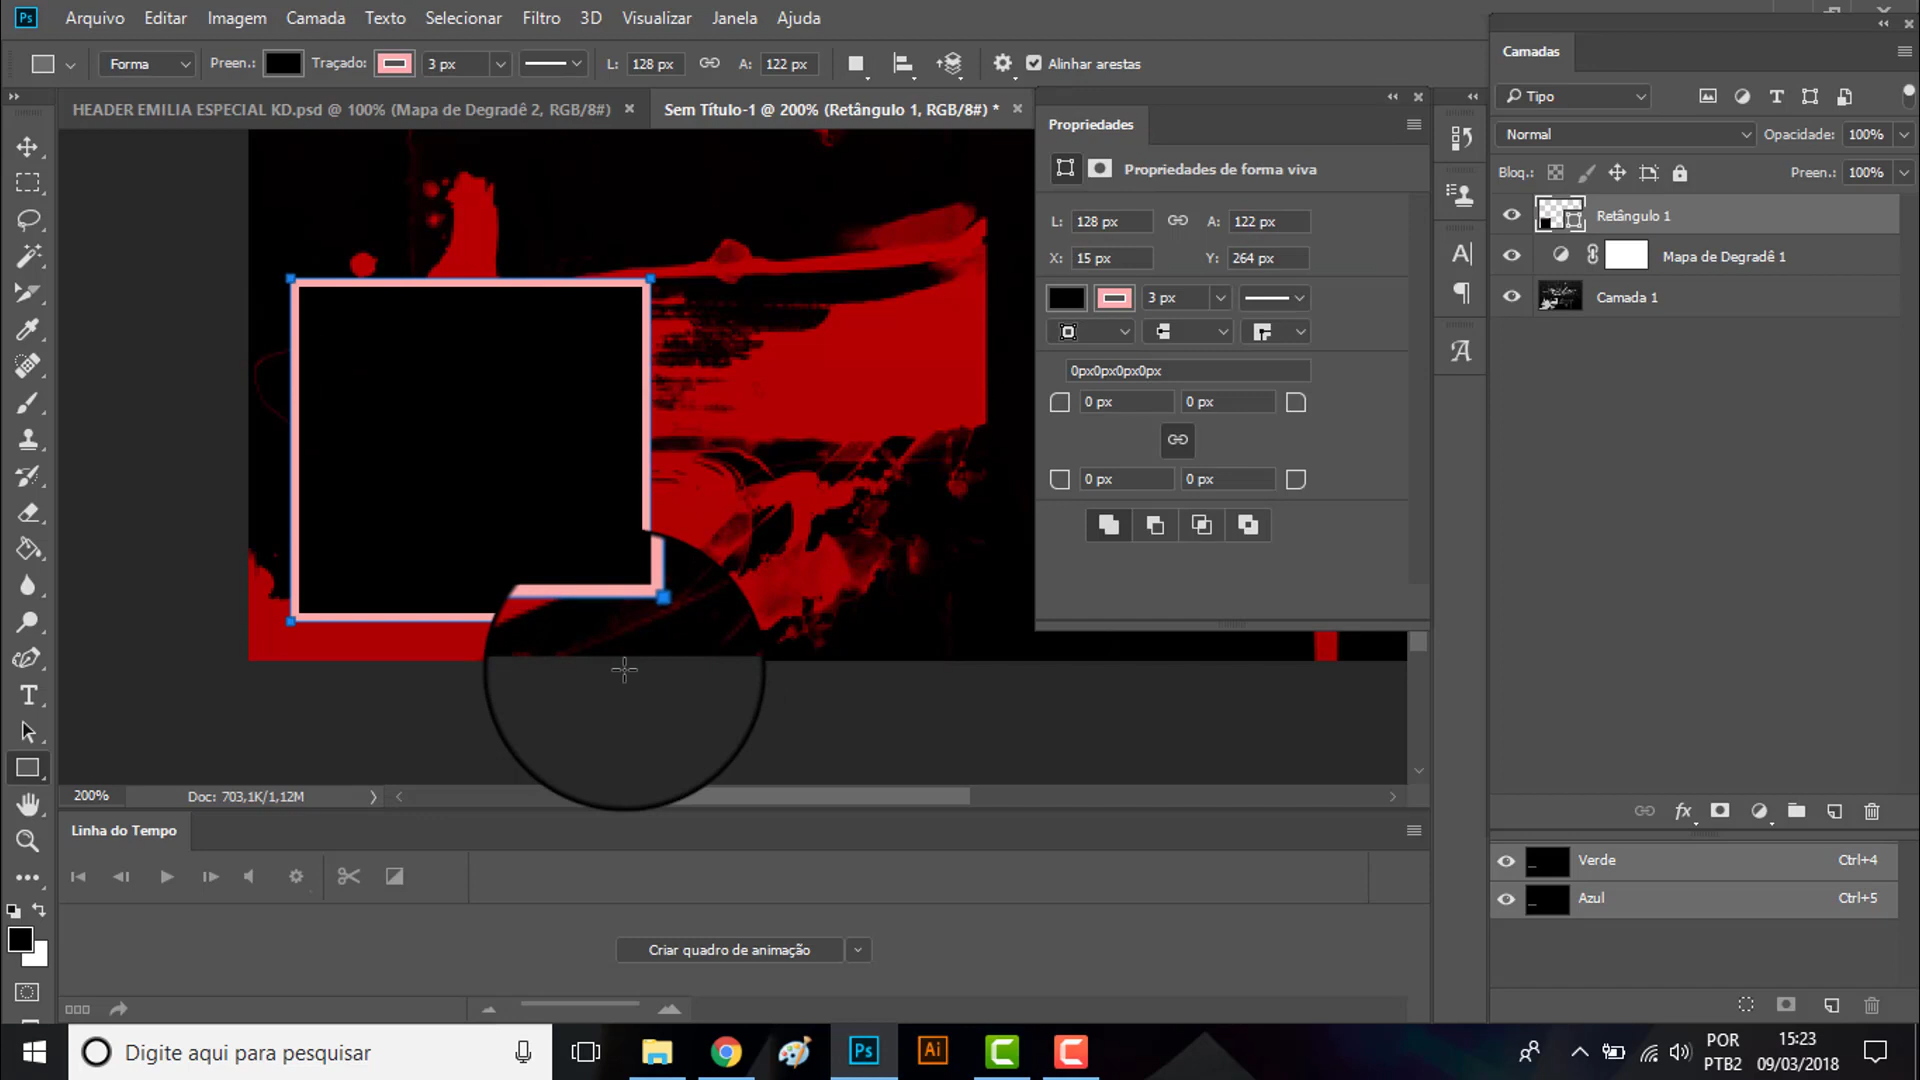 Ps Arquivo Editar Imagem Camada Texto Selecionar Filtro 3D Visualizar Janela Ajuda
Forma Preen.: Traçado: 3 px L: 128 px A: 122 px Alinhar arestas
HEADER EMILIA ESPECIAL KD.psd @ 100% (Mapa de Degradê 2, RGB/8#) × Sem Título-1 @ 200% (Retângulo 1, RGB/8#) * ×
Propriedades
Propriedades de forma viva
L: 128 px A: 122 px
X: 15 px Y: 264 px
3 px
0px0px0px0px
0 px 0 px
0 px 0 px
Camadas
Tipo
Normal Opacidade: 100%
Bloq.: Preen.: 100%
Retângulo 1
Mapa de Degradê 1
Camada 1
Verde Ctrl+4
Azul Ctrl+5
200% Doc: 703,1K/1,12M
Linha do Tempo
Criar quadro de animação
Digite aqui para pesquisar
Ps Ai
POR
PTB2
15:23
09/03/2018